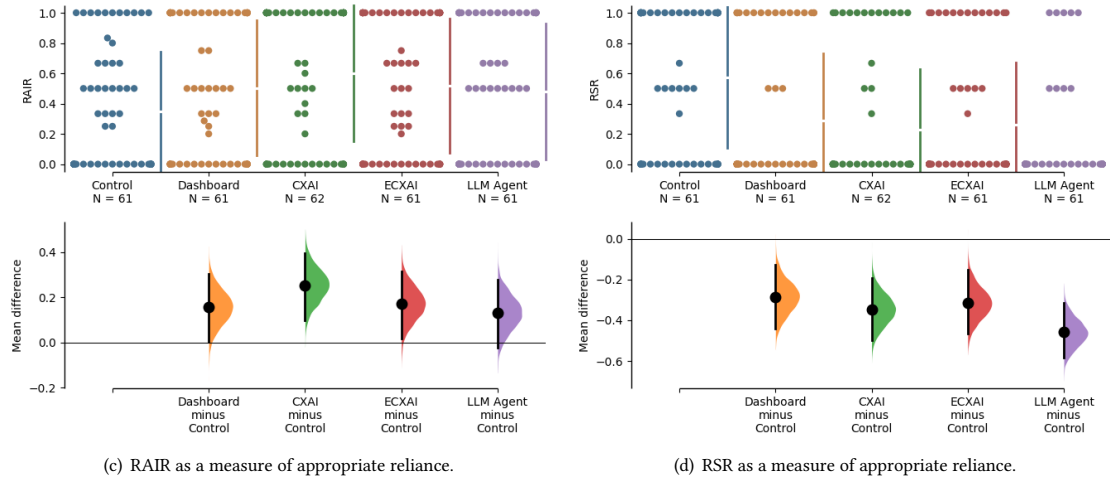 1.0
0.8
0.6
0.4
0.2
0.0
RAIR
Control
N = 61
Dashboard
N = 61
CXAI
N = 62
ECXAI
N = 61
LLM Agent
N = 61
0.4
0.2
0.0
−0.2
Mean difference
Dashboard
minus
Control
CXAI
minus
Control
ECXAI
minus
Control
LLM Agent
minus
Control
(c) RAIR as a measure of appropriate reliance.
1.0
0.8
0.6
0.4
0.2
0.0
RSR
Control
N = 61
Dashboard
N = 61
CXAI
N = 62
ECXAI
N = 61
LLM Agent
N = 61
0.0
−0.2
−0.4
−0.6
Mean difference
Dashboard
minus
Control
CXAI
minus
Control
ECXAI
minus
Control
LLM Agent
minus
Control
(d) RSR as a measure of appropriate reliance.